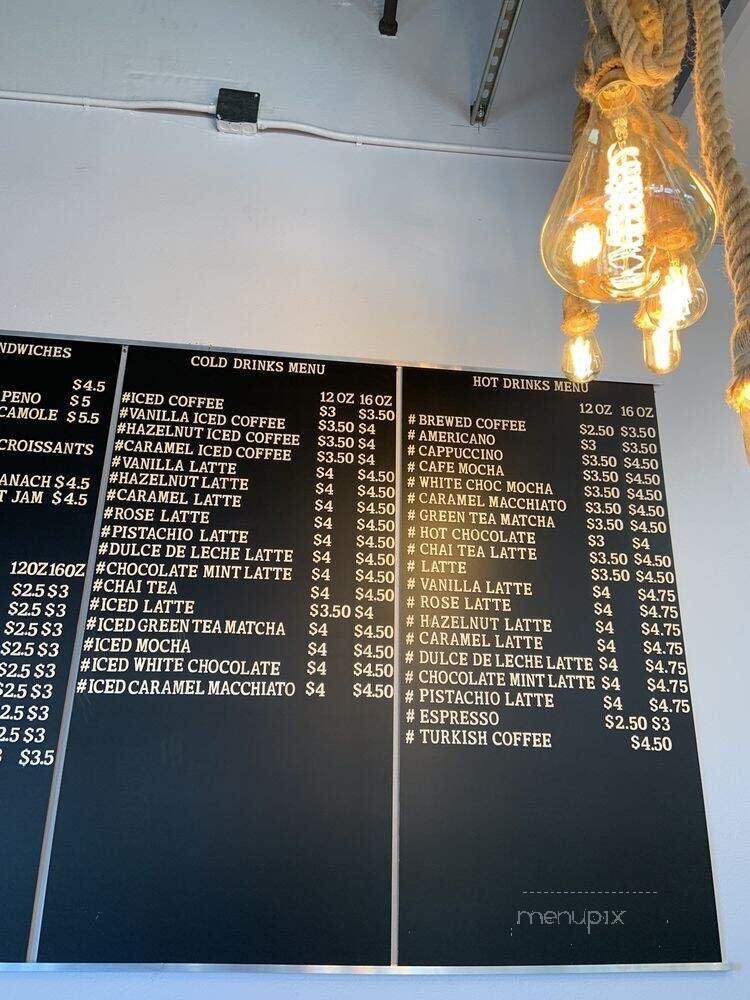 NDWICHES
$4.5
PENO $5
CAMOLE $5.5
CROISSANTS
ANACH $4.5
T JAM $4.5
12OZ16OZ
$2.5 $3
$2.5 $3
$2.5 $3
$2.5 $3
$2.5 $3
$2.5 $3
2.5 $3
2.5 $3
$3.5
COLD DRINKS MENU
12 OZ 16 OZ
#ICED COFFEE $3 $3.50
#VANILLA ICED COFFEE $3.50 $4
#HAZELNUT ICED COFFEE $3.50 $4
#CARAMEL ICED COFFEE $3.50 $4
#VANILLA LATTE $4 $4.50
#HAZELNUT LATTE $4 $4.50
#CARAMEL LATTE $4 $4.50
#ROSE LATTE $4 $4.50
#PISTACHIO LATTE $4 $4.50
#DULCE DE LECHE LATTE $4 $4.50
#CHOCOLATE MINT LATTE $4 $4.50
#CHAI TEA $4 $4.50
#ICED LATTE $3.50 $4
#ICED GREEN TEA MATCHA $4 $4.50
#ICED MOCHA $4 $4.50
#ICED WHITE CHOCOLATE $4 $4.50
#ICED CARAMEL MACCHIATO $4 $4.50
HOT DRINKS MENU
12 OZ 16 OZ
# BREWED COFFEE $2.50 $3.50
# AMERICANO $3 $3.50
# CAPPUCCINO $3.50 $4.50
# CAFE MOCHA $3.50 $4.50
# WHITE CHOC MOCHA $3.50 $4.50
# CARAMEL MACCHIATO $3.50 $4.50
# GREEN TEA MATCHA $3.50 $4.50
# HOT CHOCOLATE $3 $4
# CHAI TEA LATTE $3.50 $4.50
# LATTE $3.50 $4.50
# VANILLA LATTE $4 $4.75
# ROSE LATTE $4 $4.75
# HAZELNUT LATTE $4 $4.75
# CARAMEL LATTE $4 $4.75
# DULCE DE LECHE LATTE $4 $4.75
# CHOCOLATE MINT LATTE $4 $4.75
# PISTACHIO LATTE $4 $4.75
# ESPRESSO $2.50 $3
# TURKISH COFFEE $4.50
menupix